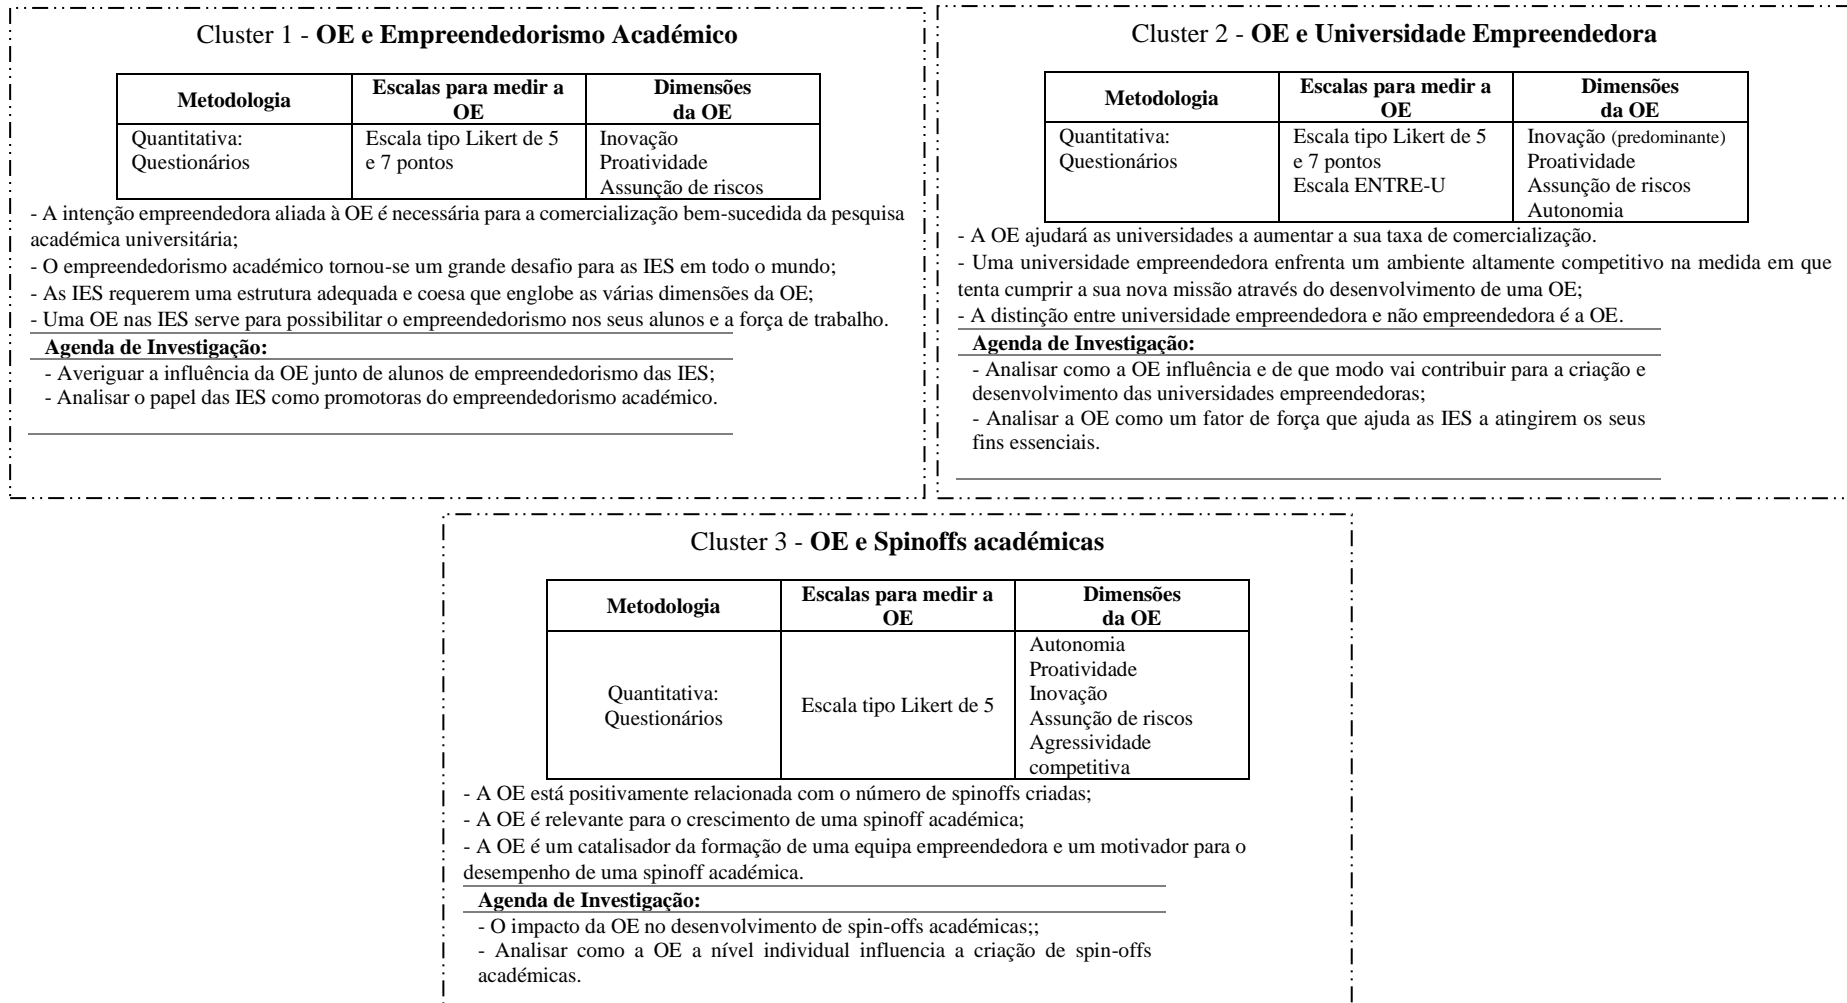 Cluster 1 - OE e Empreendedorismo Académico
Metodologia
Escalas para medir a
OE
Dimensões
da OE
Quantitativa:
Questionários
Escala tipo Likert de 5
e 7 pontos
Inovação
Proatividade
Assunção de riscos
- A intenção empreendedora aliada à OE é necessária para a comercialização bem-sucedida da pesquisa
académica universitária;
- O empreendedorismo académico tornou-se um grande desafio para as IES em todo o mundo;
- As IES requerem uma estrutura adequada e coesa que englobe as várias dimensões da OE;
- Uma OE nas IES serve para possibilitar o empreendedorismo nos seus alunos e a força de trabalho.
Agenda de Investigação:
- Averiguar a influência da OE junto de alunos de empreendedorismo das IES;
- Analisar o papel das IES como promotoras do empreendedorismo académico.
Cluster 2 - OE e Universidade Empreendedora
Metodologia
Escalas para medir a
OE
Dimensões
da OE
Quantitativa:
Questionários
Escala tipo Likert de 5
e 7 pontos
Escala ENTRE-U
Inovação (predominante)
Proatividade
Assunção de riscos
Autonomia
- A OE ajudará as universidades a aumentar a sua taxa de comercialização.
- Uma universidade empreendedora enfrenta um ambiente altamente competitivo na medida em que
tenta cumprir a sua nova missão através do desenvolvimento de uma OE;
- A distinção entre universidade empreendedora e não empreendedora é a OE.
Agenda de Investigação:
- Analisar como a OE influência e de que modo vai contribuir para a criação e
desenvolvimento das universidades empreendedoras;
- Analisar a OE como um fator de força que ajuda as IES a atingirem os seus
fins essenciais.
Cluster 3 - OE e Spinoffs académicas
Metodologia
Escalas para medir a
OE
Dimensões
da OE
Quantitativa:
Questionários
Escala tipo Likert de 5
Autonomia
Proatividade
Inovação
Assunção de riscos
Agressividade
competitiva
- A OE está positivamente relacionada com o número de spinoffs criadas;
- A OE é relevante para o crescimento de uma spinoff académica;
- A OE é um catalisador da formação de uma equipa empreendedora e um motivador para o
desempenho de uma spinoff académica.
Agenda de Investigação:
- O impacto da OE no desenvolvimento de spin-offs académicas;;
- Analisar como a OE a nível individual influencia a criação de spin-offs
académicas.